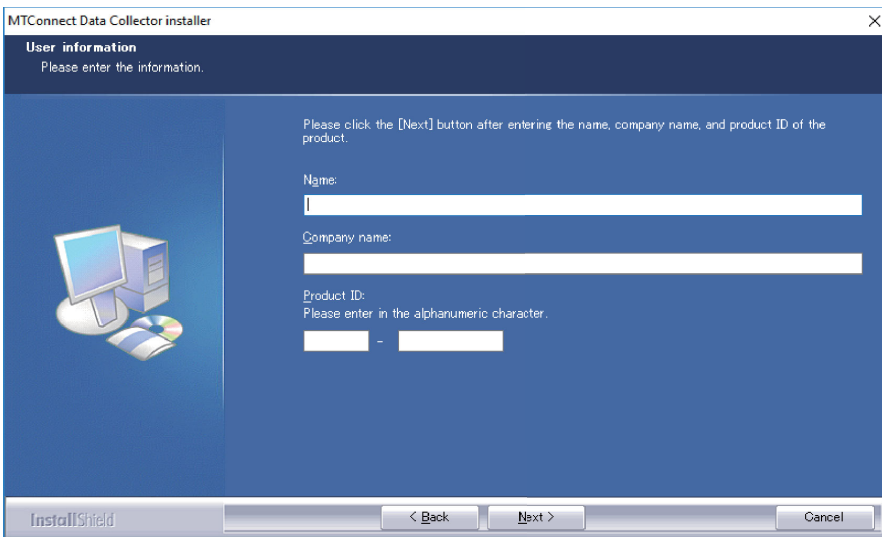 MTConnect Data Collector installer
User information
Please enter the information.
Please click the [Next] button after entering the name, company name, and product ID of the
product.
Name:
Company name:
Product ID:
Please enter in the alphanumeric character.
-
InstallShield
< Back
Next >
Cancel